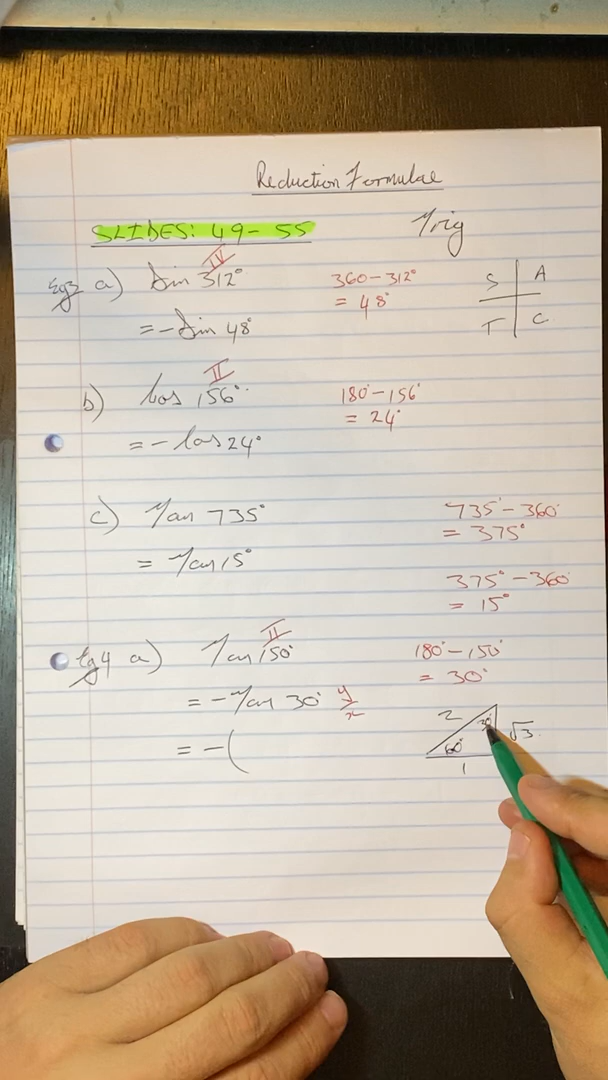 Reduction Formulae
SLIDES: 49-55
Trig
Eg3 a) sin 312° IV
360-312°
= 48°
S A
T C
= -sin 48°
b) Cos 156° II
180°-156°
= 24°
= -Cos 24°
c) Tan 735°
735°-360°
= 375°
= Tan 15°
375°-360°
= 15°
Eg4 a) Tan 150° II
180°-150°
= 30°
= -Tan 30° y/x
= -(
2 30° √3
60°
1